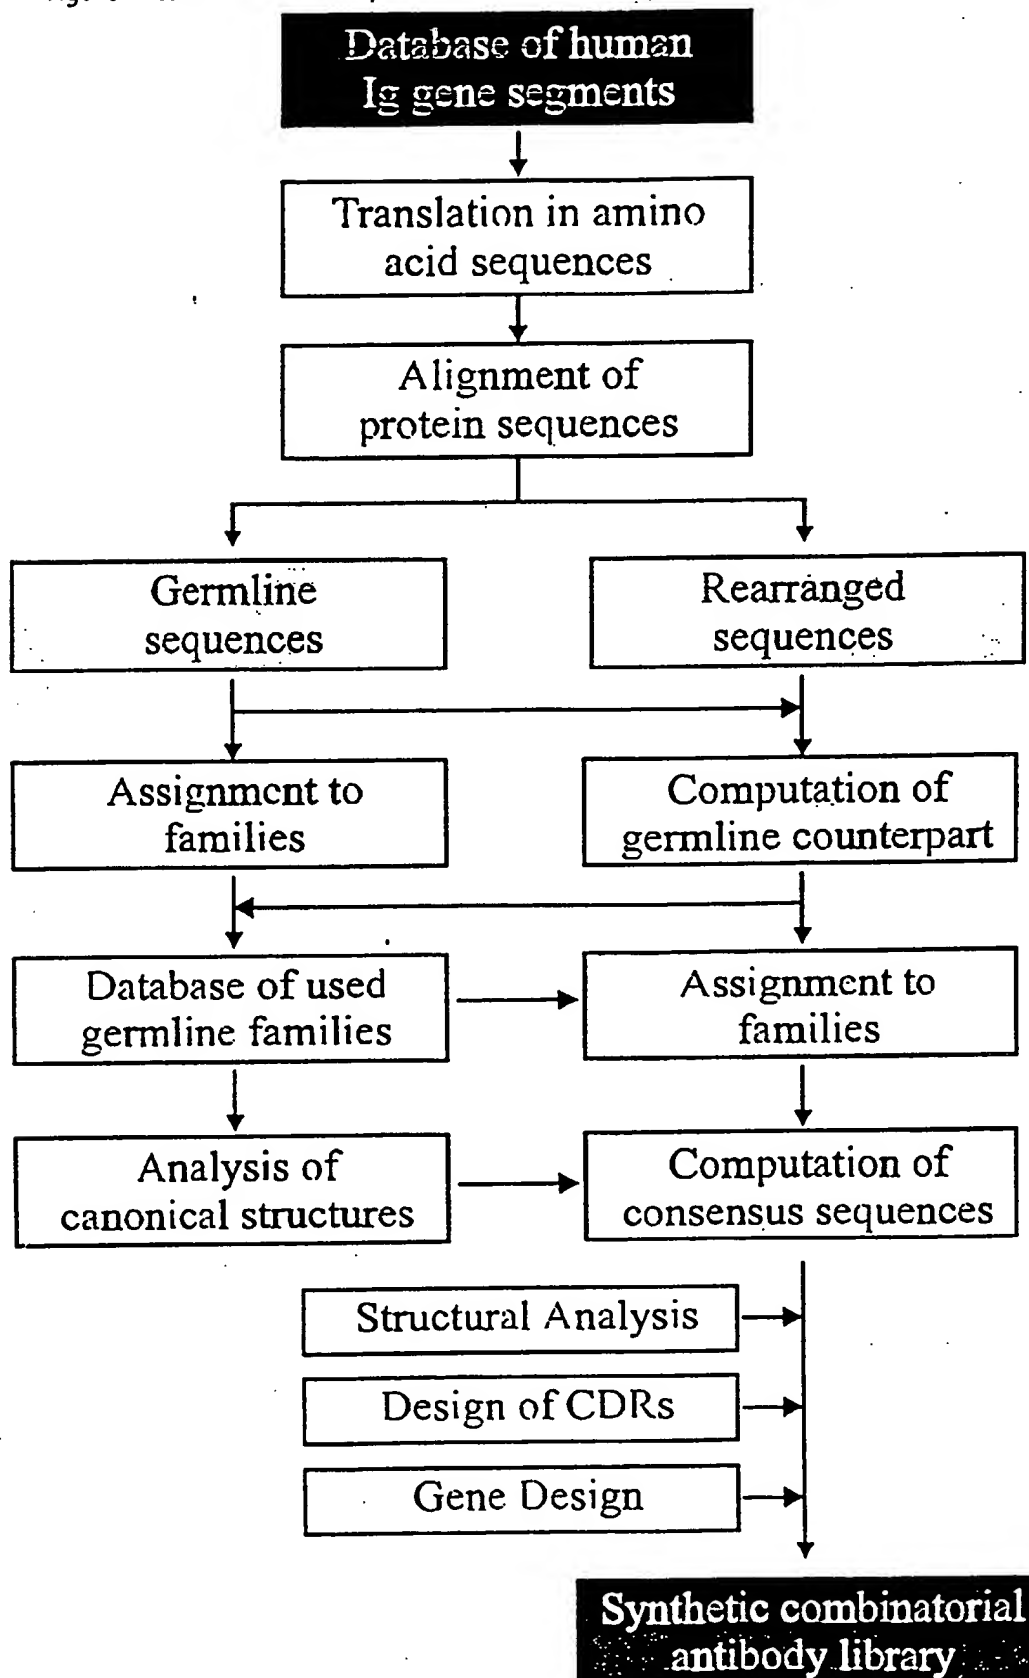 Database of human
Ig gene segments
Translation in amino
acid sequences
Alignment of
protein sequences
Germline
sequences
Rearranged
sequences
Assignment to
families
Computation of
germline counterpart
Database of used
germline families
Assignment to
families
Analysis of
canonical structures
Computation of
consensus sequences
Structural Analysis
Design of CDRs
Gene Design
Synthetic combinatorial
antibody library